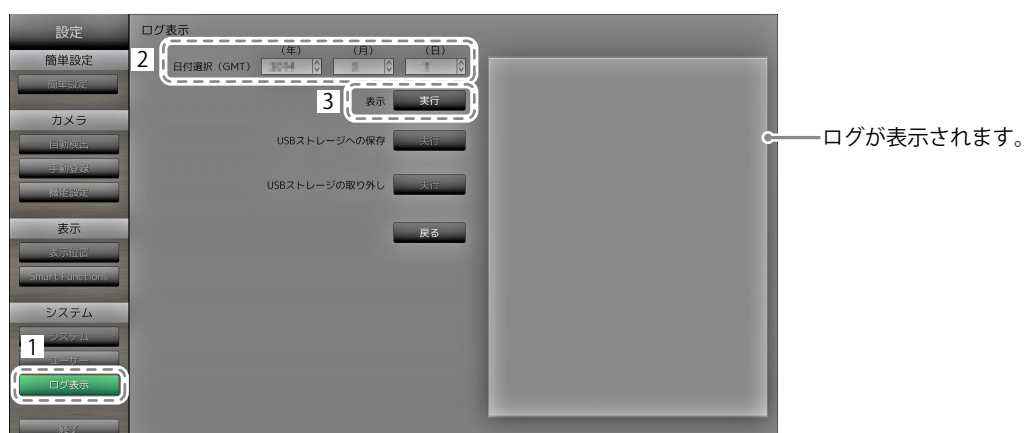 設定
簡単設定
簡単設定
カメラ
自動検出
手動登録
機能設定
表示
表示位置
Smart Functions
システム
1
システム
ユーザー
ログ表示
終了
ログ表示
2
(年) (月) (日)
日付選択（GMT）
3
表示 実行
USBストレージへの保存 実行
USBストレージの取り外し 実行
戻る
ログが表示されます。